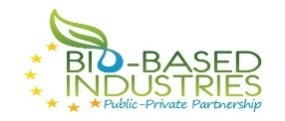 BIO-BASED
INDUSTRIES
Public-Private Partnership